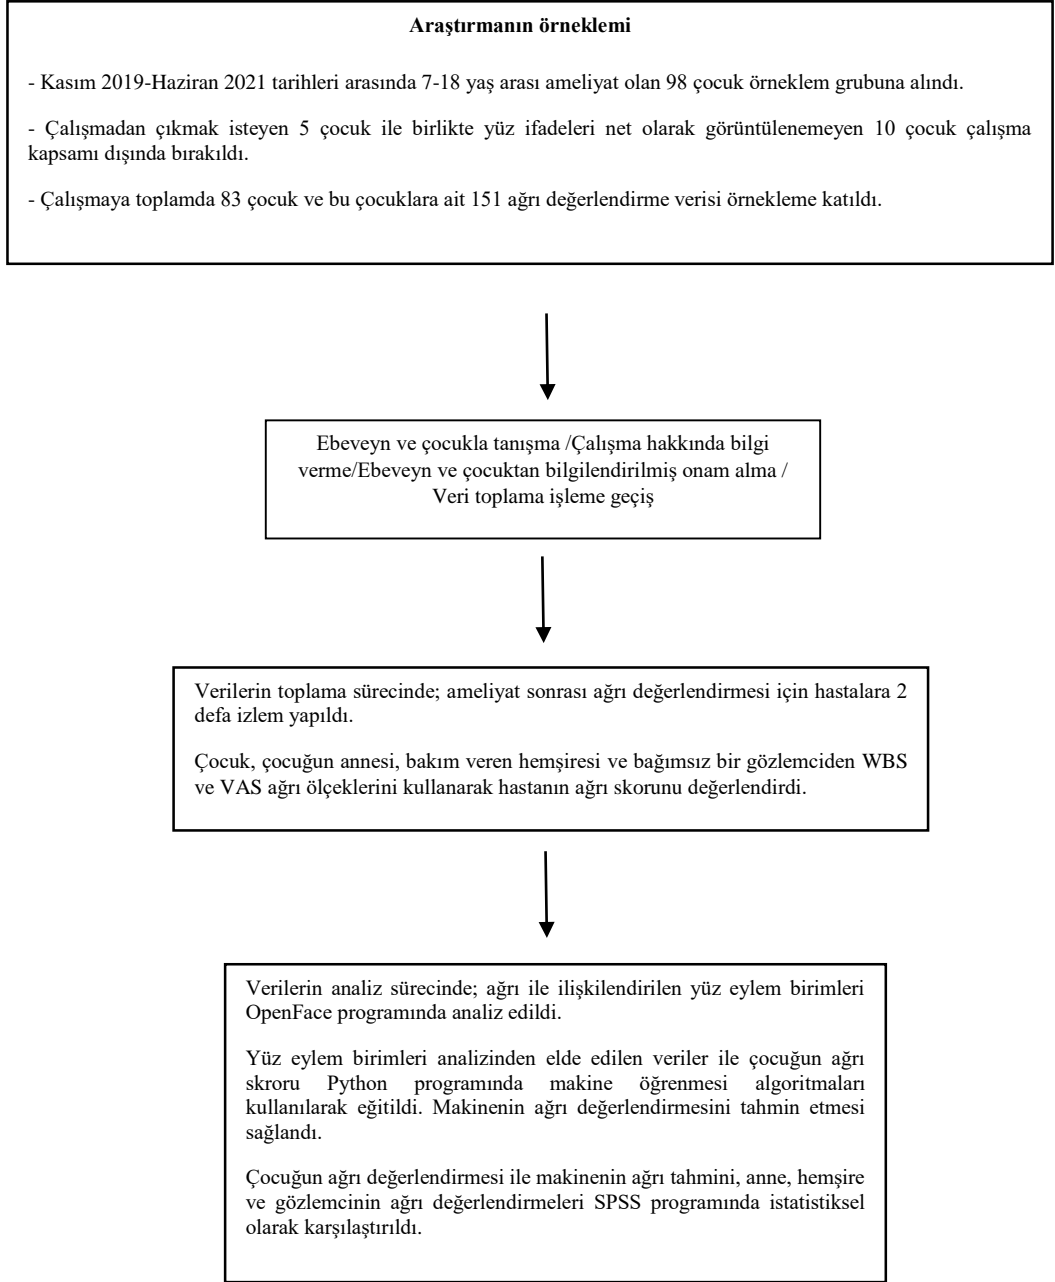 Araştırmanın örneklemi
- Kasım 2019-Haziran 2021 tarihleri arasında 7-18 yaş arası ameliyat olan 98 çocuk örneklem grubuna alındı.
- Çalışmadan çıkmak isteyen 5 çocuk ile birlikte yüz ifadeleri net olarak görüntülenemeyen 10 çocuk çalışma
kapsamı dışında bırakıldı.
- Çalışmaya toplamda 83 çocuk ve bu çocuklara ait 151 ağrı değerlendirme verisi örnekleme katıldı.
Ebeveyn ve çocukla tanışma /Çalışma hakkında bilgi
verme/Ebeveyn ve çocuktan bilgilendirilmiş onam alma /
Veri toplama işleme geçiş
Verilerin toplama sürecinde; ameliyat sonrası ağrı değerlendirmesi için hastalara 2
defa izlem yapıldı.
Çocuk, çocuğun annesi, bakım veren hemşiresi ve bağımsız bir gözlemciden WBS
ve VAS ağrı ölçeklerini kullanarak hastanın ağrı skorunu değerlendirdi.
Verilerin analiz sürecinde; ağrı ile ilişkilendirilen yüz eylem birimleri
OpenFace programında analiz edildi.
Yüz eylem birimleri analizinden elde edilen veriler ile çocuğun ağrı
skroru Python programında makine öğrenmesi algoritmaları
kullanılarak eğitildi. Makinenin ağrı değerlendirmesini tahmin etmesi
sağlandı.
Çocuğun ağrı değerlendirmesi ile makinenin ağrı tahmini, anne, hemşire
ve gözlemcinin ağrı değerlendirmeleri SPSS programında istatistiksel
olarak karşılaştırıldı.